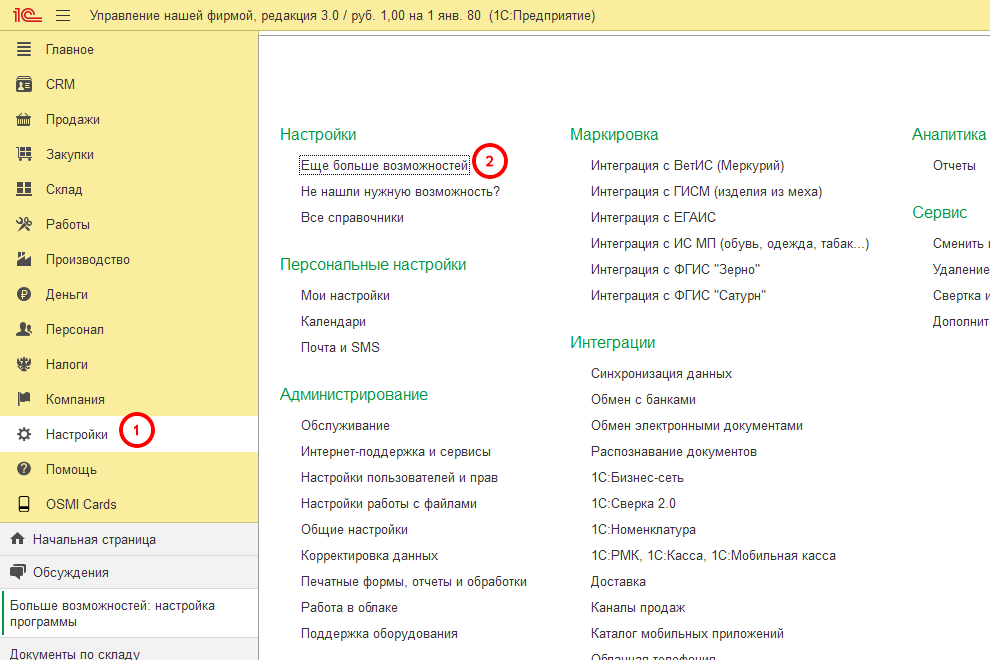 1С Управление нашей фирмой, редакция 3.0 / руб. 1,00 на 1 янв. 80 (1С:Предприятие)
Главное
CRM
Продажи
Закупки
Склад
Работы
Производство
Деньги
Персонал
Налоги
Компания
Настройки 1
Помощь
OSMI Cards
Начальная страница
Обсуждения
Больше возможностей: настройка
программы
Документы по складу
Настройки
Еще больше возможностей 2
Не нашли нужную возможность?
Все справочники
Персональные настройки
Мои настройки
Календари
Почта и SMS
Администрирование
Обслуживание
Интернет-поддержка и сервисы
Настройки пользователей и прав
Настройки работы с файлами
Общие настройки
Корректировка данных
Печатные формы, отчеты и обработки
Работа в облаке
Поддержка оборудования
Маркировка
Интеграция с ВетИС (Меркурий)
Интеграция с ГИСМ (изделия из меха)
Интеграция с ЕГАИС
Интеграция с ИС МП (обувь, одежда, табак...)
Интеграция с ФГИС "Зерно"
Интеграция с ФГИС "Сатурн"
Интеграции
Синхронизация данных
Обмен с банками
Обмен электронными документами
Распознавание документов
1С:Бизнес-сеть
1С:Сверка 2.0
1С:Номенклатура
1С:РМК, 1С:Касса, 1С:Мобильная касса
Доставка
Каналы продаж
Каталог мобильных приложений
Облачная телефония
Аналитика
Отчеты
Сервис
Сменить
Удаление
Свертка и
Дополнит